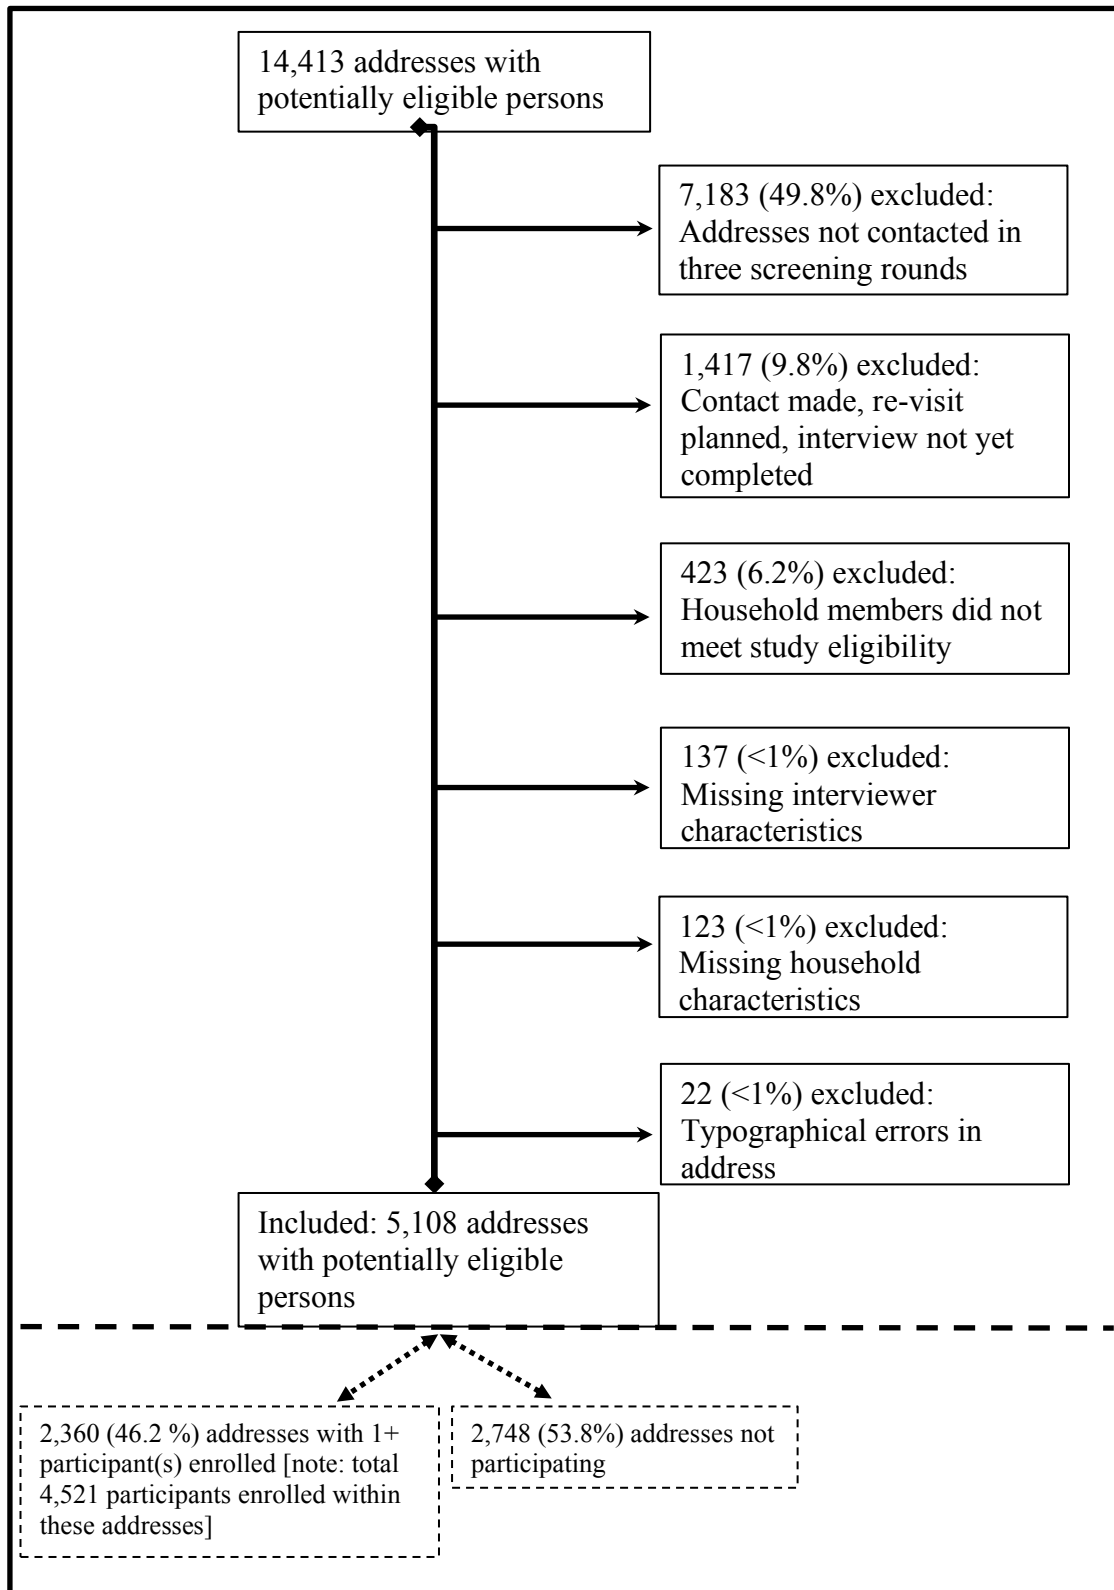 14,413 addresses with
potentially eligible persons
7,183 (49.8%) excluded:
Addresses not contacted in
three screening rounds
1,417 (9.8%) excluded:
Contact made, re-visit
planned, interview not yet
completed
423 (6.2%) excluded:
Household members did not
meet study eligibility
137 (<1%) excluded:
Missing interviewer
characteristics
123 (<1%) excluded:
Missing household
characteristics
22 (<1%) excluded:
Typographical errors in
address
Included: 5,108 addresses
with potentially eligible
persons
2,360 (46.2 %) addresses with 1+
participant(s) enrolled [note: total
4,521 participants enrolled within
these addresses]
2,748 (53.8%) addresses not
participating